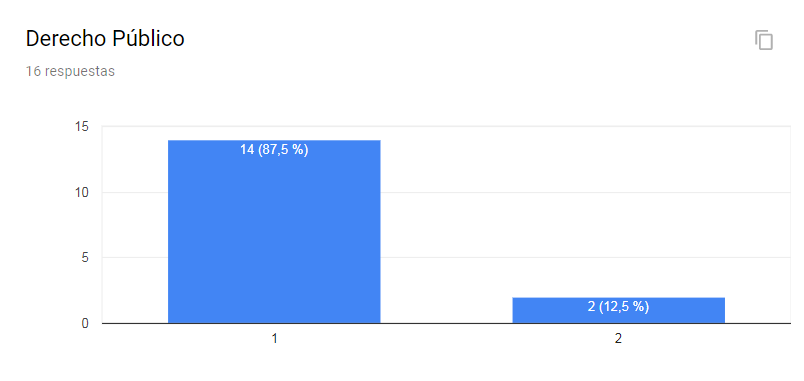 Derecho Público
16 respuestas
15
10
5
0
14 (87,5 %)
2 (12,5 %)
1
2